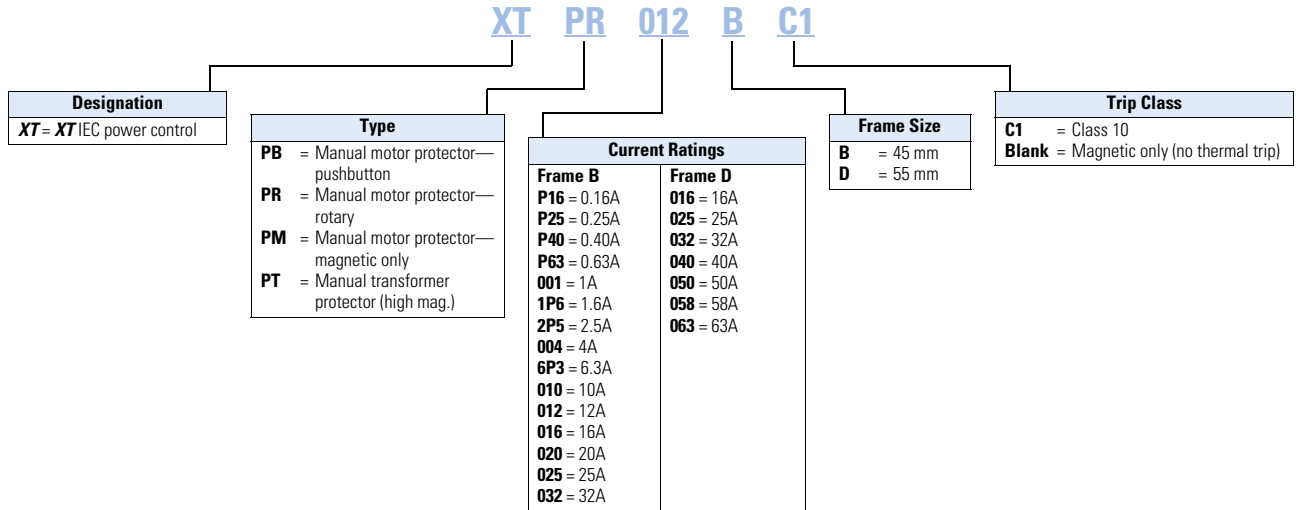 XT PR 012 B C1
Designation
XT = XT IEC power control
Type
PB = Manual motor protector—
pushbutton
PR = Manual motor protector—
rotary
PM = Manual motor protector—
magnetic only
PT = Manual transformer
protector (high mag.)
Current Ratings
Frame B
P16 = 0.16A
P25 = 0.25A
P40 = 0.40A
P63 = 0.63A
001 = 1A
1P6 = 1.6A
2P5 = 2.5A
004 = 4A
6P3 = 6.3A
010 = 10A
012 = 12A
016 = 16A
020 = 20A
025 = 25A
032 = 32A
Frame D
016 = 16A
025 = 25A
032 = 32A
040 = 40A
050 = 50A
058 = 58A
063 = 63A
Frame Size
B = 45 mm
D = 55 mm
Trip Class
C1 = Class 10
Blank = Magnetic only (no thermal trip)